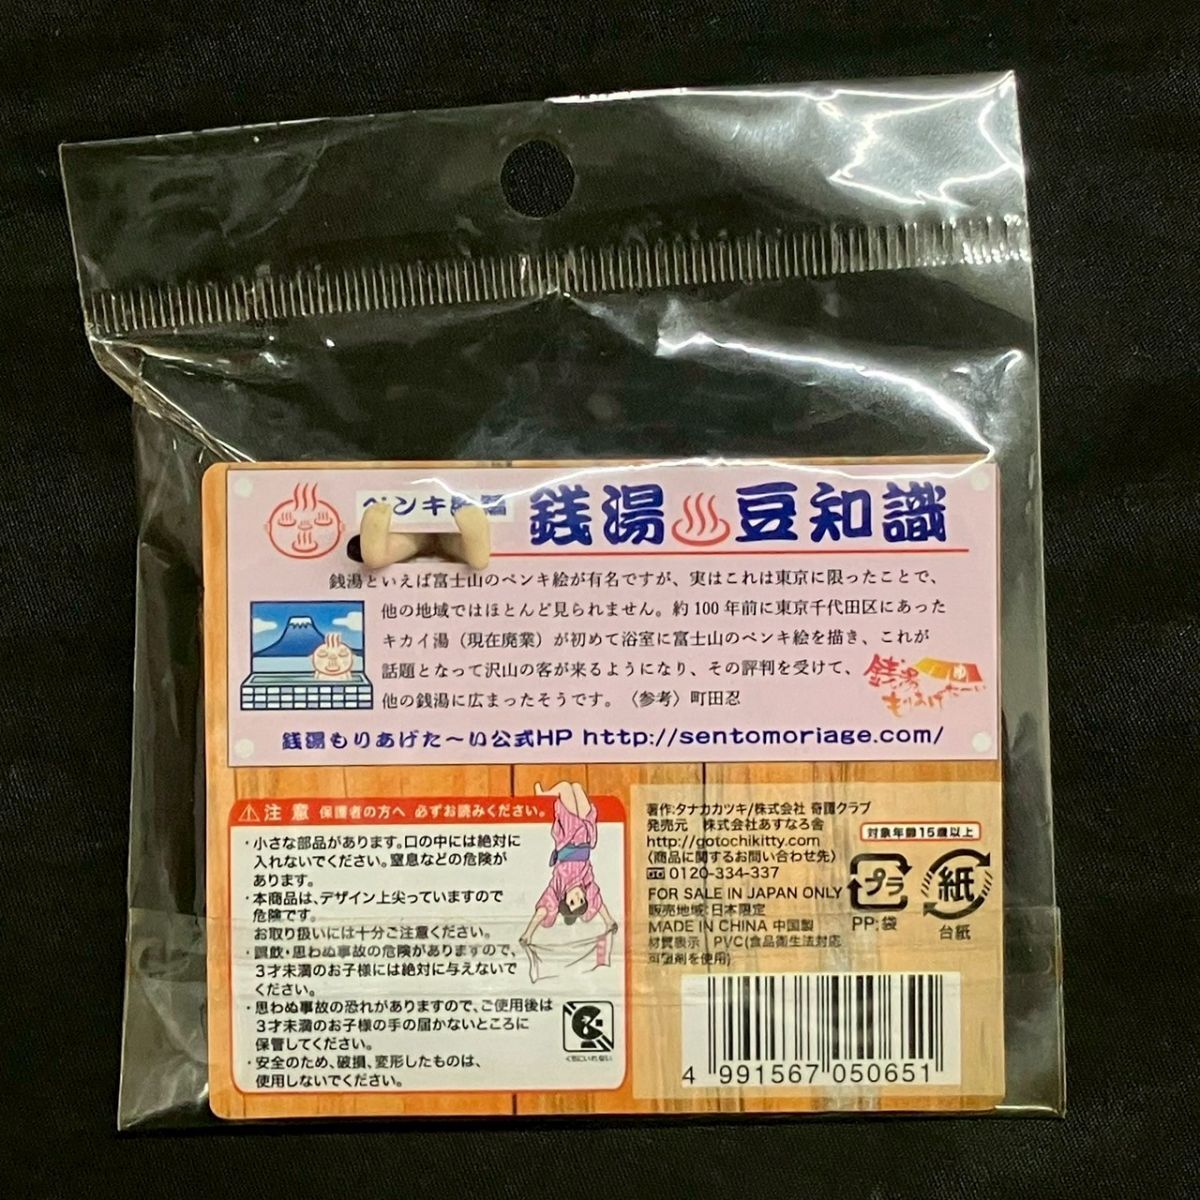 ペンキ絵編
銭湯♨豆知識
銭湯といえば富士山のペンキ絵が有名ですが、実はこれは東京に限ったことで、
他の地域ではほとんど見られません。約100年前に東京千代田区にあった
キカイ湯（現在廃業）が初めて浴室に富士山のペンキ絵を描き、これが
話題となって沢山の客が来るようになり、その評判を受けて、
他の銭湯に広まったそうです。〈参考〉町田忍
銭湯もりあげた〜い
銭湯もりあげた〜い公式HP http://sentomoriage.com/
⚠注意 保護者の方へ 必ずお読みください。
・小さな部品があります。口の中には絶対に
入れないでください。窒息などの危険が
あります。
・本商品は、デザイン上尖っていますので
危険です。
お取り扱いには十分ご注意ください。
・誤飲・思わぬ事故の危険がありますので、
3才未満のお子様には絶対に与えないで
ください。
・思わぬ事故の恐れがありますので、ご使用後は
3才未満のお子様の手の届かないところに
保管してください。
・安全のため、破損、変形したものは、
使用しないでください。
くちにいれない
著作:タナカカツキ/株式会社 奇譚クラブ
発売元 株式会社あすなろ舎
http://gotochikitty.com
〈商品に関するお問い合わせ先〉
0120-334-337
FOR SALE IN JAPAN ONLY
販売地域:日本限定
MADE IN CHINA 中国製
材質表示 PVC(食品衛生法対応
可塑剤を使用)
対象年齢15歳以上
プラ
PP:袋
紙
台紙
4 991567 050651